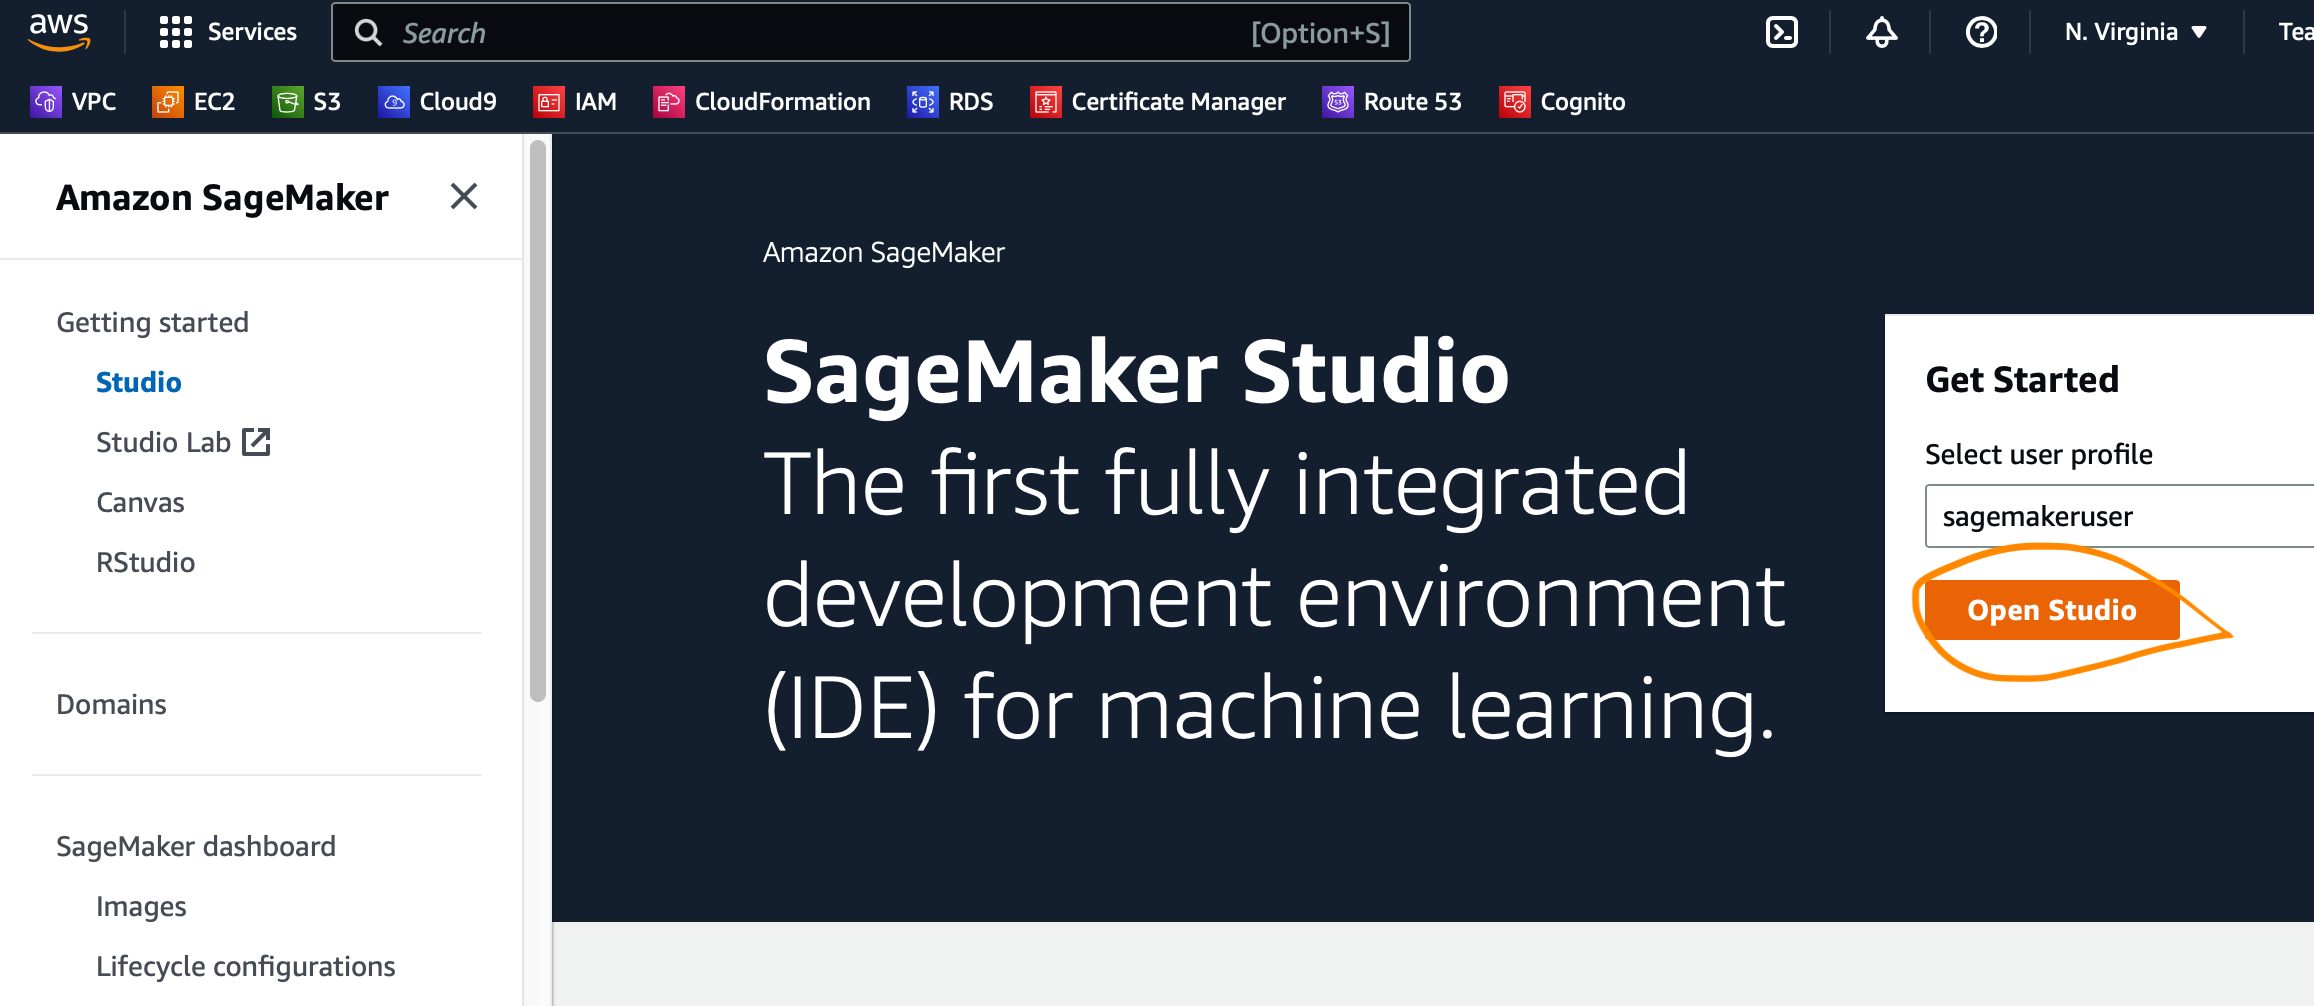 aws
Services
Search
[Option+S]
N. Virginia
Tea
VPC
EC2
S3
Cloud9
IAM
CloudFormation
RDS
Certificate Manager
Route 53
Cognito
Amazon SageMaker
Getting started
Studio
Studio Lab
Canvas
RStudio
Domains
SageMaker dashboard
Images
Lifecycle configurations
Amazon SageMaker
SageMaker Studio
The first fully integrated
development environment
(IDE) for machine learning.
Get Started
Select user profile
sagemakeruser
Open Studio